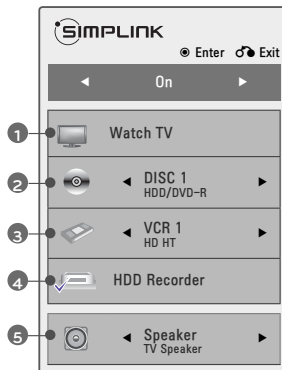 SIMPLINK
Enter Exit
◀ On ▶
1 Watch TV
2 ◀ DISC 1 ▶
HDD/DVD-R
3 ◀ VCR 1 ▶
HD HT
4 HDD Recorder
5 ◀ Speaker ▶
TV Speaker